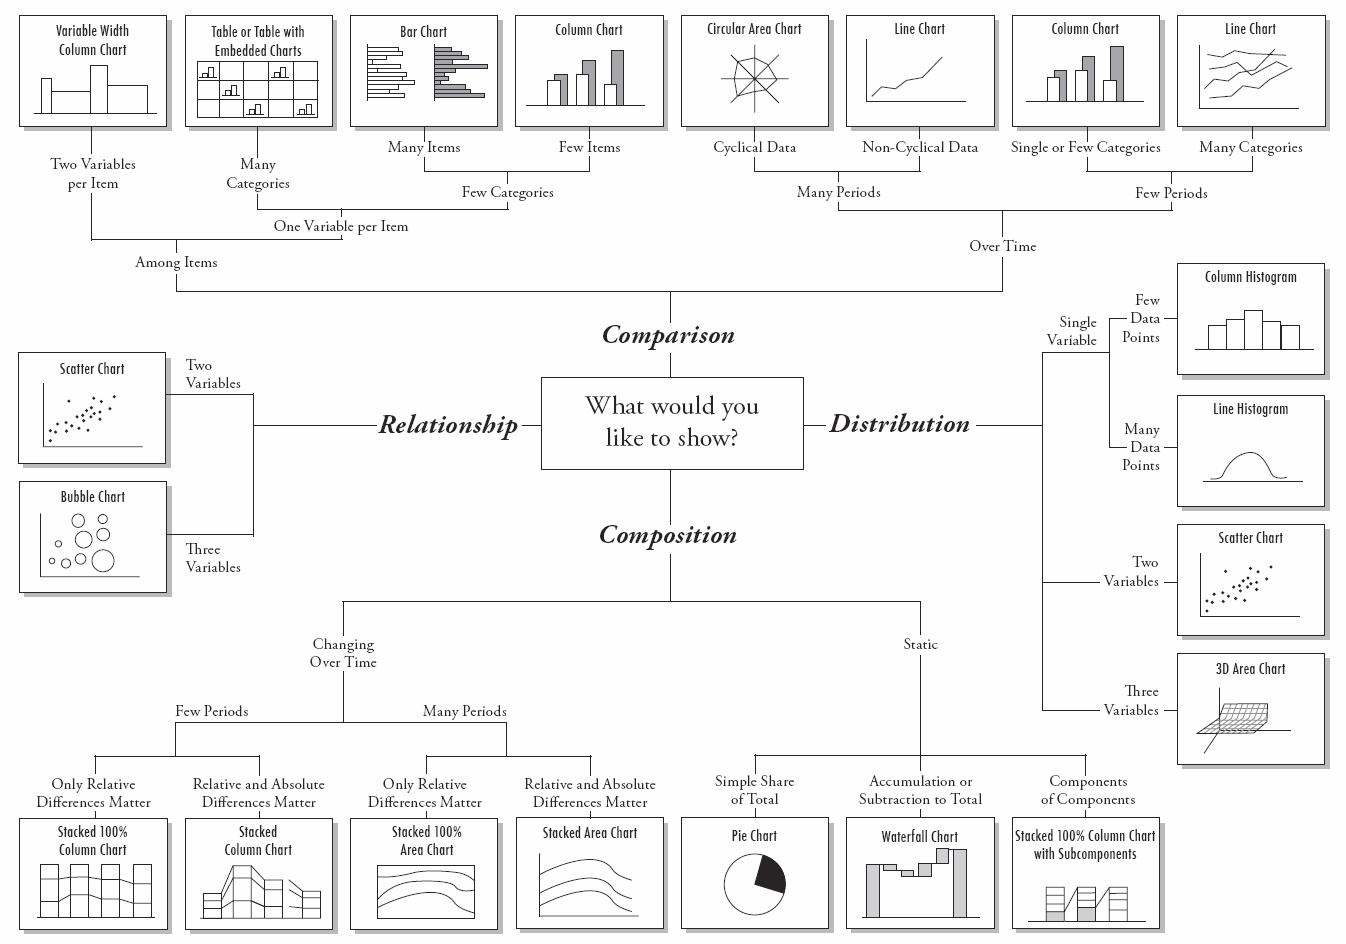 Variable Width
Column Chart
Table or Table with
Embedded Charts
Bar Chart
Column Chart
Circular Area Chart
Line Chart
Column Chart
Line Chart
Two Variables
per Item
Many
Categories
Many Items
Few Items
Cyclical Data
Non-Cyclical Data
Single or Few Categories
Many Categories
Few Categories
Many Periods
Few Periods
One Variable per Item
Among Items
Over Time
Comparison
Relationship
What would you
like to show?
Distribution
Composition
Two
Variables
Scatter Chart
Bubble Chart
Three
Variables
Single
Variable
Few
Data
Points
Column Histogram
Many
Data
Points
Line Histogram
Two
Variables
Scatter Chart
Three
Variables
3D Area Chart
Changing
Over Time
Static
Few Periods
Many Periods
Only Relative
Differences Matter
Relative and Absolute
Differences Matter
Only Relative
Differences Matter
Relative and Absolute
Differences Matter
Simple Share
of Total
Accumulation or
Subtraction to Total
Components
of Components
Stacked 100%
Column Chart
Stacked
Column Chart
Stacked 100%
Area Chart
Stacked Area Chart
Pie Chart
Waterfall Chart
Stacked 100% Column Chart
with Subcomponents